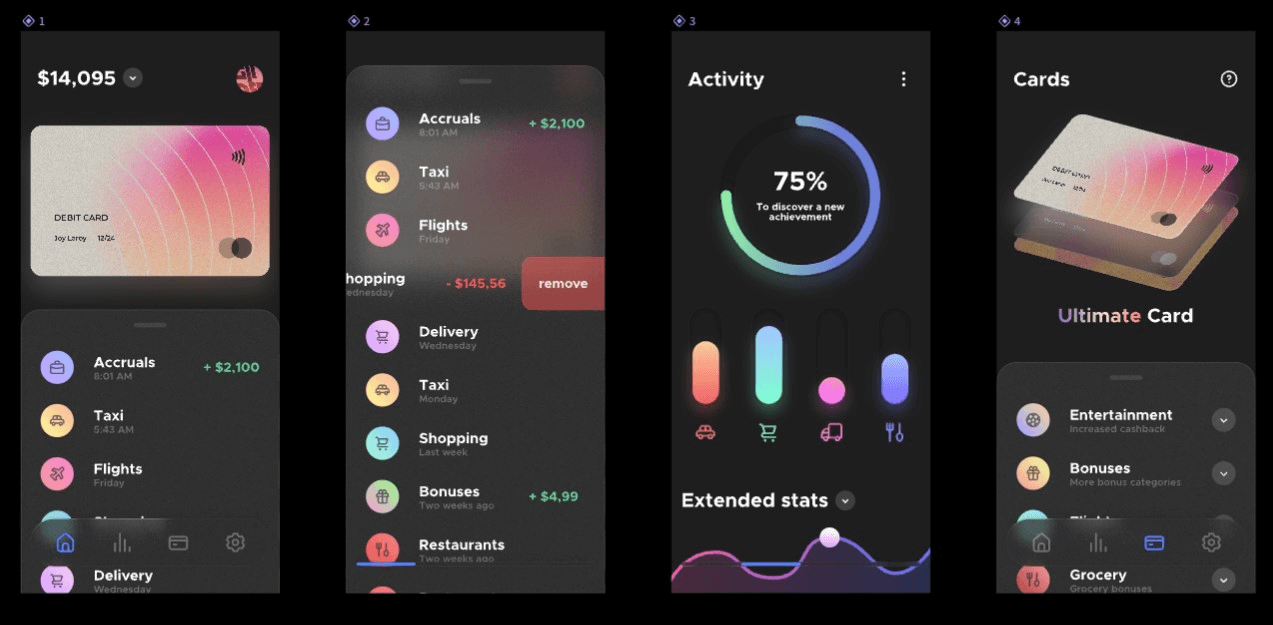 1
$14,095
DEBIT CARD
Joy Leroy 12/24
Accruals
8:01 AM
+ $2,100
Taxi
5:43 AM
Flights
Friday
Delivery
Wednesday
2
Accruals
8:01 AM
+ $2,100
Taxi
5:43 AM
Flights
Friday
hopping
ednesday
- $145,56
remove
Delivery
Wednesday
Taxi
Monday
Shopping
Last week
Bonuses
Two weeks ago
+ $4,99
Restaurants
Two weeks ago
3
Activity
75%
To discover a new
achievement
Extended stats
4
Cards
DEBIT CARD
Ultimate Card
Entertainment
Increased cashback
Bonuses
More bonus categories
Grocery
Grocery bonuses